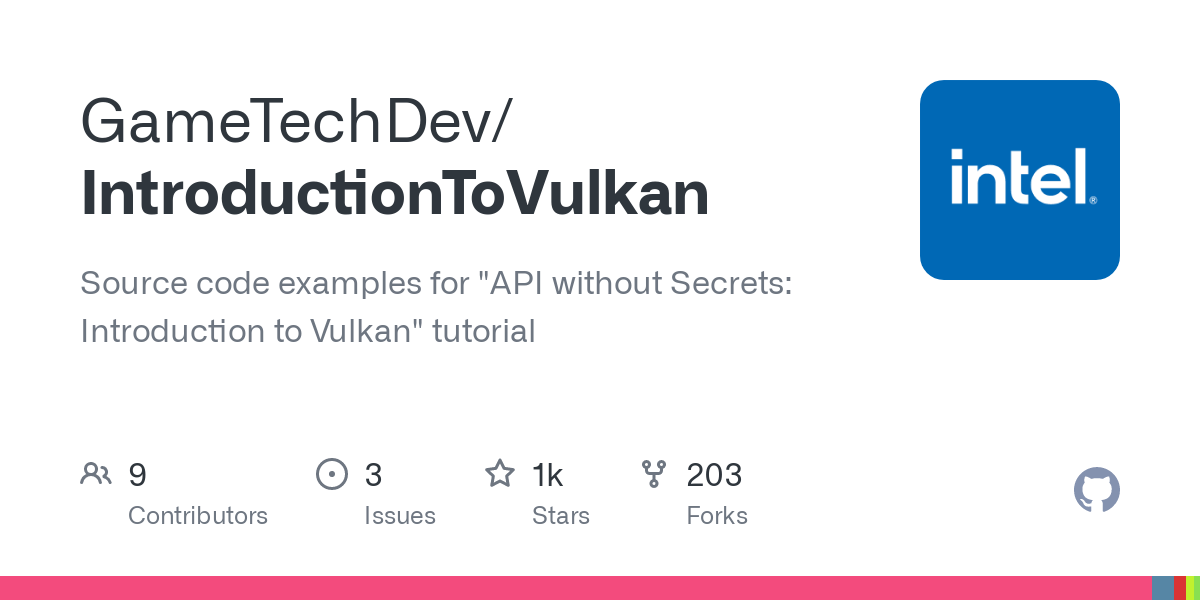 GameTechDev/
IntroductionToVulkan
intel®
Source code examples for "API without Secrets:
Introduction to Vulkan" tutorial
9
Contributors
3
Issues
1k
Stars
203
Forks